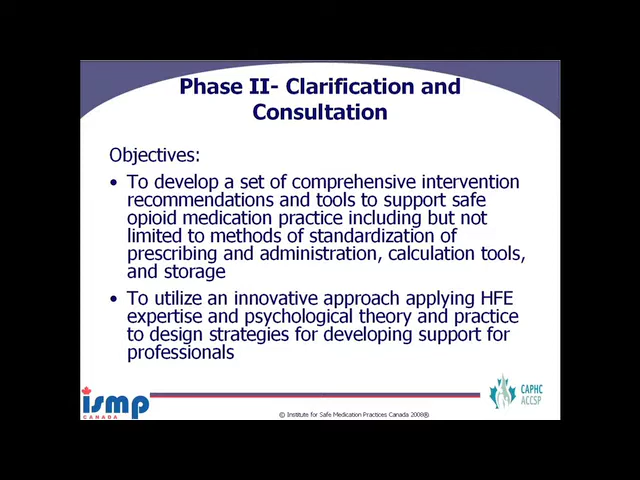 Phase II- Clarification and
Consultation
Objectives:
• To develop a set of comprehensive intervention
recommendations and tools to support safe
opioid medication practice including but not
limited to methods of standardization of
prescribing and administration, calculation tools,
and storage
• To utilize an innovative approach applying HFE
expertise and psychological theory and practice
to design strategies for developing support for
professionals
ismp
CANADA
© Institute for Safe Medication Practices Canada 2008®
CAPHC
ACCSP